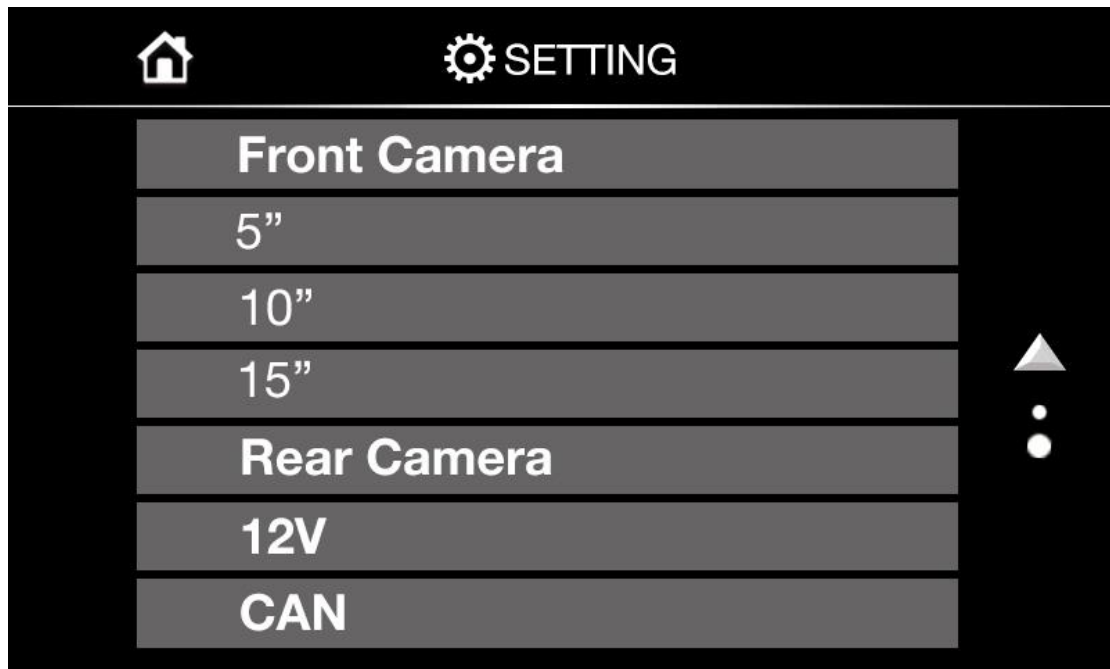 SETTING
Front Camera
5”
10”
15”
Rear Camera
12V
CAN